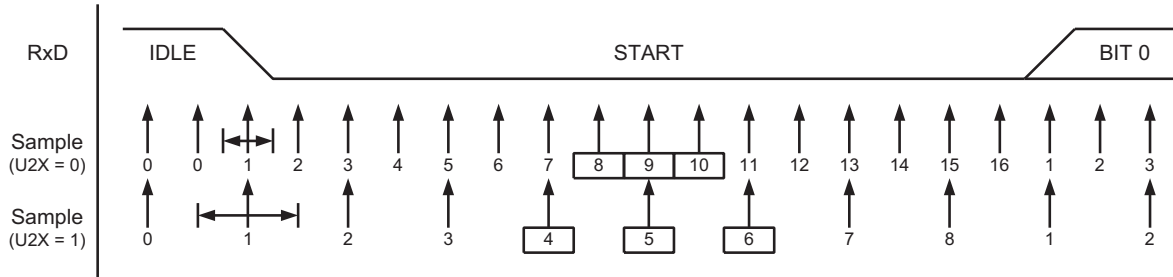 RxD IDLE START BIT 0
Sample
(U2X = 0)
0 0 1 2 3 4 5 6 7 8 9 10 11 12 13 14 15 16 1 2 3
Sample
(U2X = 1)
0 1 2 3 4 5 6 7 8 1 2